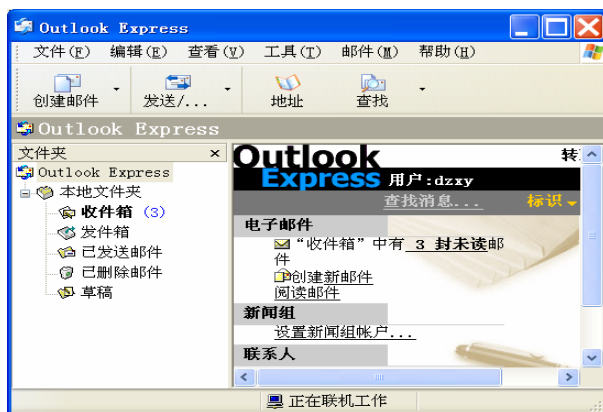 Outlook Express
文件(F) 编辑(E) 查看(V) 工具(T) 邮件(M) 帮助(H)
创建邮件 发送/... 地址 查找
Outlook Express
文件夹 ×
Outlook Express
本地文件夹
收件箱 (3)
发件箱
已发送邮件
已删除邮件
草稿
Outlook 转
Express 用户:dzxy
查找消息... 标识
电子邮件
“收件箱”中有 3 封未读邮
件
创建新邮件
阅读邮件
新闻组
设置新闻组帐户...
联系人
正在联机工作